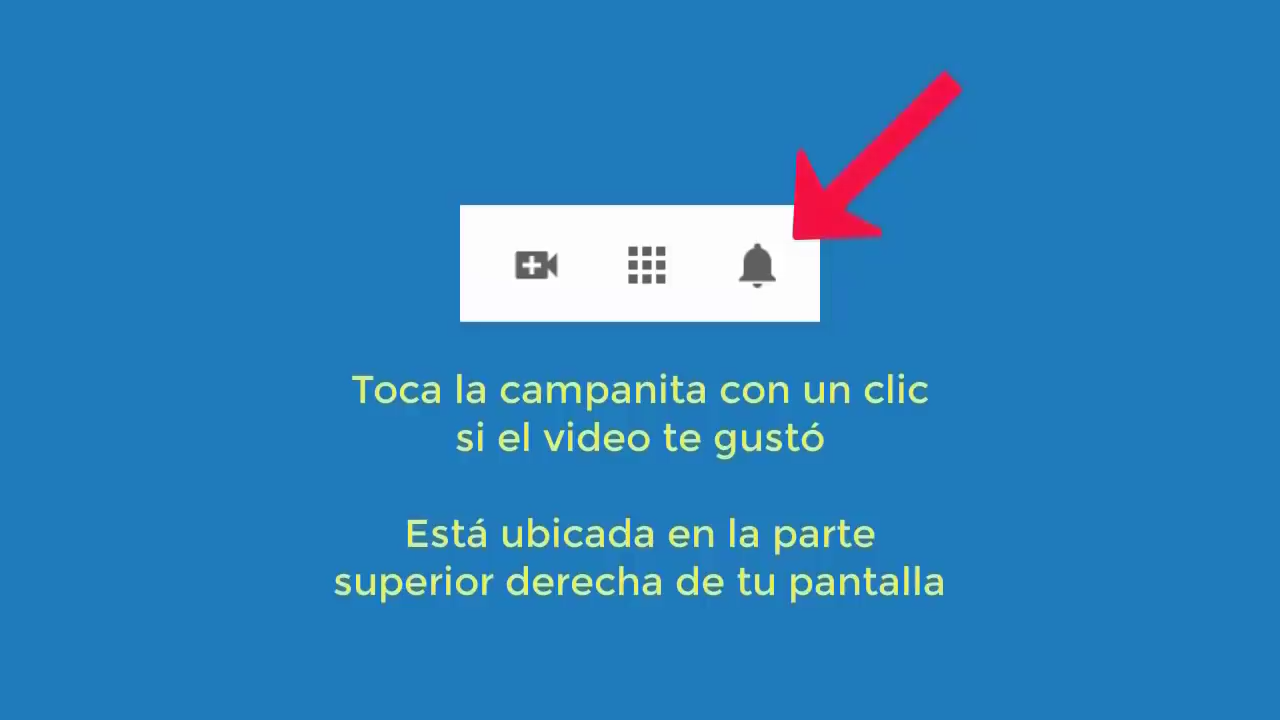 Toca la campanita con un clic
si el video te gustó
Está ubicada en la parte
superior derecha de tu pantalla